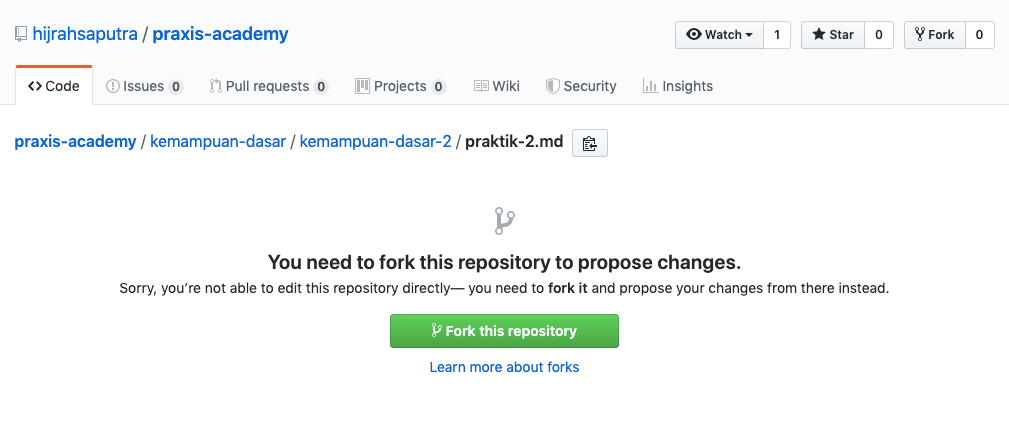 hijrahsaputra / praxis-academy
Watch 1 Star 0 Fork 0
Code Issues 0 Pull requests 0 Projects 0 Wiki Security Insights
praxis-academy / kemampuan-dasar / kemampuan-dasar-2 / praktik-2.md
You need to fork this repository to propose changes.
Sorry, you’re not able to edit this repository directly— you need to fork it and propose your changes from there instead.
Fork this repository
Learn more about forks